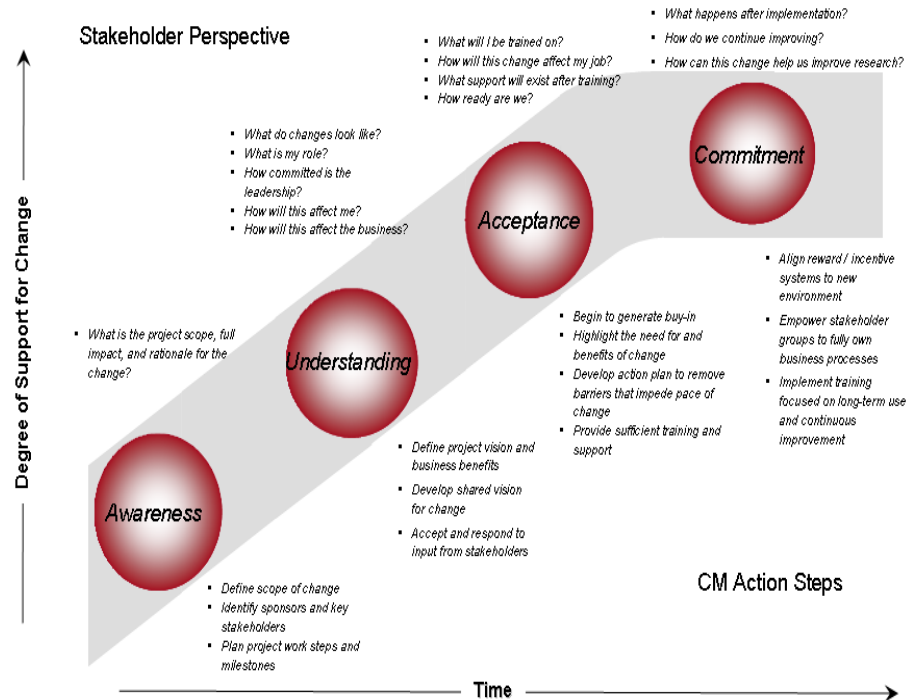 Stakeholder Perspective
▪ What happens after implementation?
▪ How do we continue improving?
▪ How can this change help us improve research?
▪ What will I be trained on?
▪ How will this change affect my job?
▪ What support will exist after training?
▪ How ready are we?
▪ What do changes look like?
▪ What is my role?
▪ How committed is the
leadership?
▪ How will this affect me?
▪ How will this affect the business?
▪ What is the project scope, full
impact, and rationale for the
change?
Commitment
Acceptance
Understanding
Awareness
▪ Align reward / incentive
systems to new
environment
▪ Empower stakeholder
groups to fully own
business processes
▪ Implement training
focused on long-term use
and continuous
improvement
▪ Begin to generate buy-in
▪ Highlight the need for and
benefits of change
▪ Develop action plan to remove
barriers that impede pace of
change
▪ Provide sufficient training and
support
▪ Define project vision and
business benefits
▪ Develop shared vision
for change
▪ Accept and respond to
input from stakeholders
▪ Define scope of change
▪ Identify sponsors and key
stakeholders
▪ Plan project work steps and
milestones
CM Action Steps
Degree of Support for Change
Time